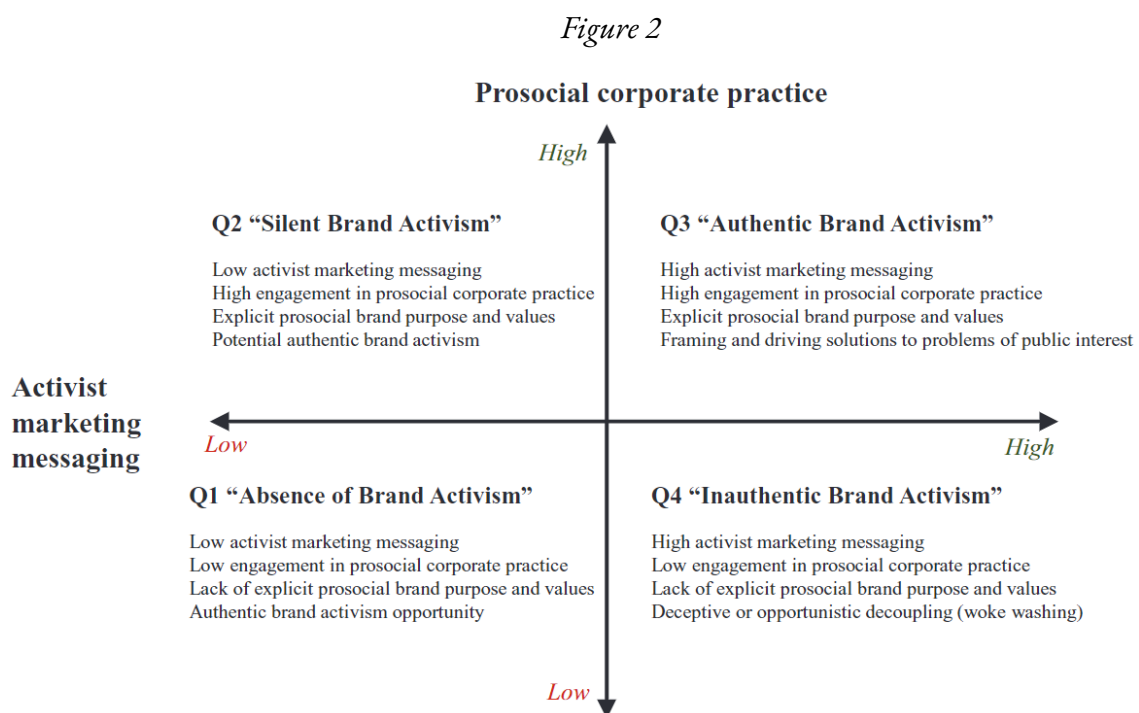 Figure 2
Prosocial corporate practice
High
Q2 “Silent Brand Activism”
Low activist marketing messaging
High engagement in prosocial corporate practice
Explicit prosocial brand purpose and values
Potential authentic brand activism
Q3 “Authentic Brand Activism”
High activist marketing messaging
High engagement in prosocial corporate practice
Explicit prosocial brand purpose and values
Framing and driving solutions to problems of public interest
Activist
marketing
messaging
Low
High
Q1 “Absence of Brand Activism”
Low activist marketing messaging
Low engagement in prosocial corporate practice
Lack of explicit prosocial brand purpose and values
Authentic brand activism opportunity
Q4 “Inauthentic Brand Activism”
High activist marketing messaging
Low engagement in prosocial corporate practice
Lack of explicit prosocial brand purpose and values
Deceptive or opportunistic decoupling (woke washing)
Low